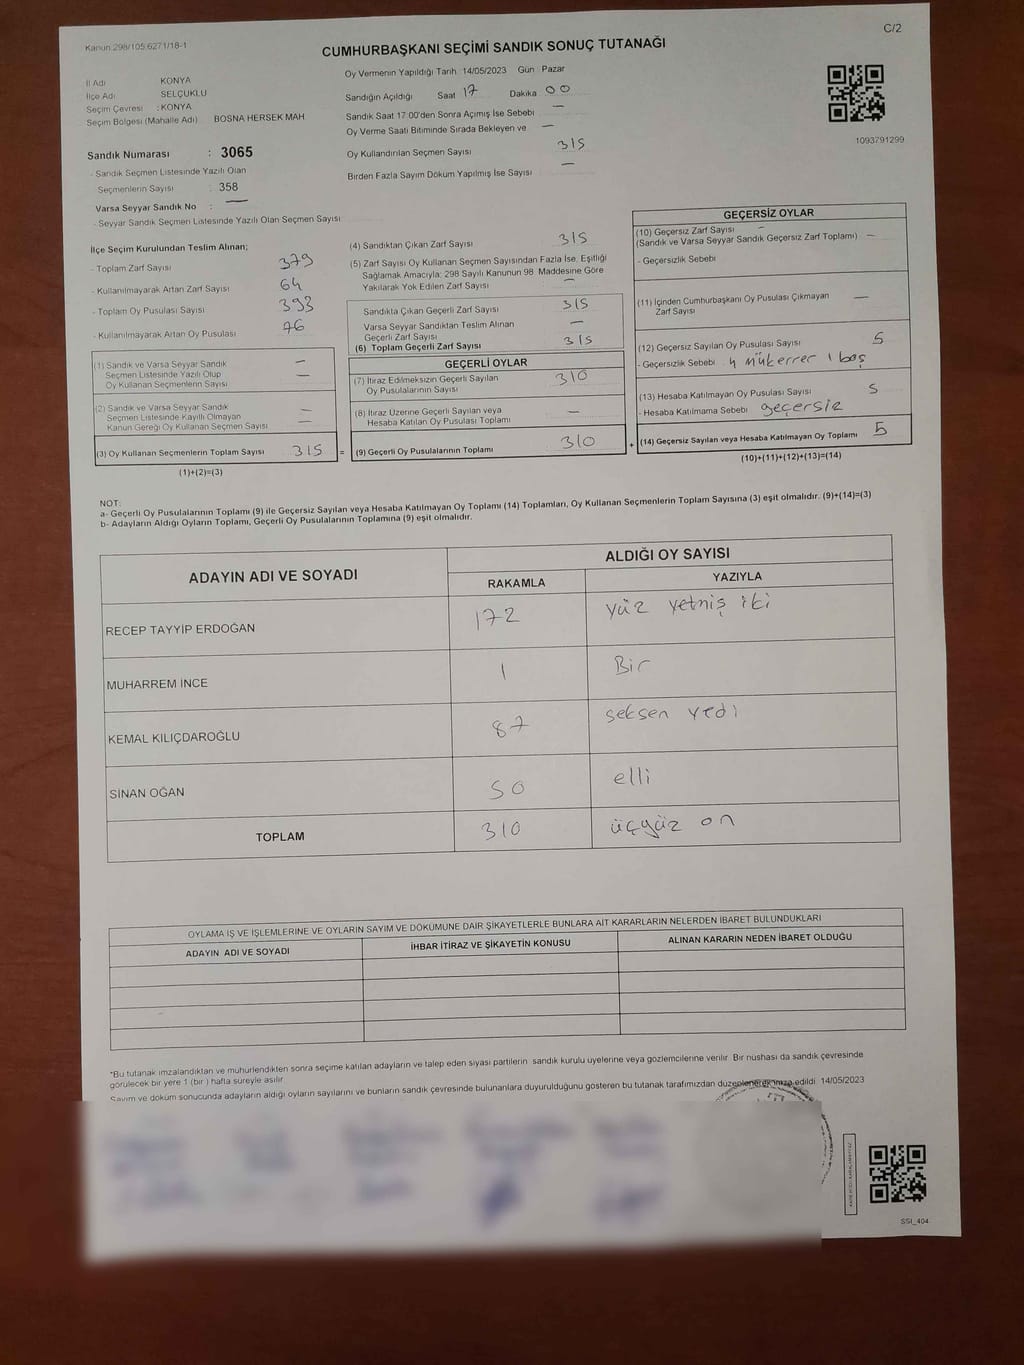 Kanun 298/105,6271/18-1
C/2
CUMHURBAŞKANI SEÇİMİ SANDIK SONUÇ TUTANAĞI
İl Adı KONYA
İlçe Adı SELÇUKLU
Seçim Çevresi : KONYA
Seçim Bölgesi (Mahalle Adı) BOSNA HERSEK MAH
Sandık Numarası : 3065
- Sandık Seçmen Listesinde Yazılı Olan
Seçmenlerin Sayısı : 358
Varsa Seyyar Sandık No : —
- Seyyar Sandık Seçmen Listesinde Yazılı Olan Seçmen Sayısı
Oy Vermenin Yapıldığı Tarih 14/05/2023 Gün Pazar
Sandığın Açıldığı Saat 17 Dakika 00
Sandık Saat 17:00'den Sonra Açımış İse Sebebi —
Oy Verme Saati Bitiminde Sırada Bekleyen ve —
Oy Kullandırılan Seçmen Sayısı 315
Birden Fazla Sayım Döküm Yapılmış İse Sayısı —
1093791299
İlçe Seçim Kurulundan Teslim Alınan;
- Toplam Zarf Sayısı 379
- Kullanılmayarak Artan Zarf Sayısı 64
- Toplam Oy Pusulası Sayısı 393
- Kullanılmayarak Artan Oy Pusulası 76
(1) Sandık ve Varsa Seyyar Sandık —
Seçmen Listesinde Yazılı Olup —
Oy Kullanan Seçmenlerin Sayısı
(2) Sandık ve Varsa Seyyar Sandık —
Seçmen Listesinde Kayıtlı Olmayan —
Kanun Gereği Oy Kullanan Seçmen Sayısı
(3) Oy Kullanan Seçmenlerin Toplam Sayısı 315 =
(1)+(2)=(3)
(4) Sandıktan Çıkan Zarf Sayısı 315
(5) Zarf Sayısı Oy Kullanan Seçmen Sayısından Fazla İse, Eşitliği
Sağlamak Amacıyla; 298 Sayılı Kanunun 98. Maddesine Göre
Yakılarak Yok Edilen Zarf Sayısı —
Sandıkta Çıkan Geçerli Zarf Sayısı 315
Varsa Seyyar Sandıktan Teslim Alınan —
Geçerli Zarf Sayısı
(6) Toplam Geçerli Zarf Sayısı 315
GEÇERLİ OYLAR
(7) İtiraz Edilmeksizin Geçerli Sayılan 310
Oy Pusulalarının Sayısı
(8) İtiraz Üzerine Geçerli Sayılan veya —
Hesaba Katılan Oy Pusulası Toplamı
(9) Geçerli Oy Pusulalarının Toplamı 310 +
GEÇERSİZ OYLAR
(10) Geçersiz Zarf Sayısı —
(Sandık ve Varsa Seyyar Sandık Geçersiz Zarf Toplamı) —
- Geçersizlik Sebebi
(11) İçinden Cumhurbaşkanı Oy Pusulası Çıkmayan —
Zarf Sayısı
(12) Geçersiz Sayılan Oy Pusulası Sayısı 5
- Geçersizlik Sebebi 4 mükerrer 1 boş
(13) Hesaba Katılmayan Oy Pusulası Sayısı 5
- Hesaba Katılmama Sebebi geçersiz
(14) Geçersiz Sayılan veya Hesaba Katılmayan Oy Toplamı 5
(10)+(11)+(12)+(13)=(14)
NOT:
a- Geçerli Oy Pusulalarının Toplamı (9) ile Geçersiz Sayılan veya Hesaba Katılmayan Oy Toplamı (14) Toplamları, Oy Kullanan Seçmenlerin Toplam Sayısına (3) eşit olmalıdır. (9)+(14)=(3)
b- Adayların Aldığı Oyların Toplamı, Geçerli Oy Pusulalarının Toplamına (9) eşit olmalıdır.
ADAYIN ADI VE SOYADI
ALDIĞI OY SAYISI
RAKAMLA YAZIYLA
RECEP TAYYİP ERDOĞAN 172 yüz yetmiş iki
MUHARREM İNCE 1 Bir
KEMAL KILIÇDAROĞLU 87 seksen yedi
SİNAN OĞAN 50 elli
TOPLAM 310 üçyüz on
OYLAMA İŞ VE İŞLEMLERİNE VE OYLARIN SAYIM VE DÖKÜMÜNE DAİR ŞİKAYETLERLE BUNLARA AİT KARARLARIN NELERDEN İBARET BULUNDUKLARI
ADAYIN ADI VE SOYADI İHBAR İTİRAZ VE ŞİKAYETİN KONUSU ALINAN KARARIN NEDEN İBARET OLDUĞU
*Bu tutanak imzalandıktan ve mühürlendikten sonra seçime katılan adayların ve talep eden siyasi partilerin sandık kurulu üyelerine veya gözlemcilerine verilir. Bir nüshası da sandık çevresinde
görülecek bir yere 1 (bir) hafta süreyle asılır.
Sayım ve döküm sonucunda adayların aldığı oyların sayılarını ve bunların sandık çevresinde bulunanlara duyurulduğunu gösteren bu tutanak tarafımızdan düzenlenerek imza edildi. 14/05/2023
SSI_404